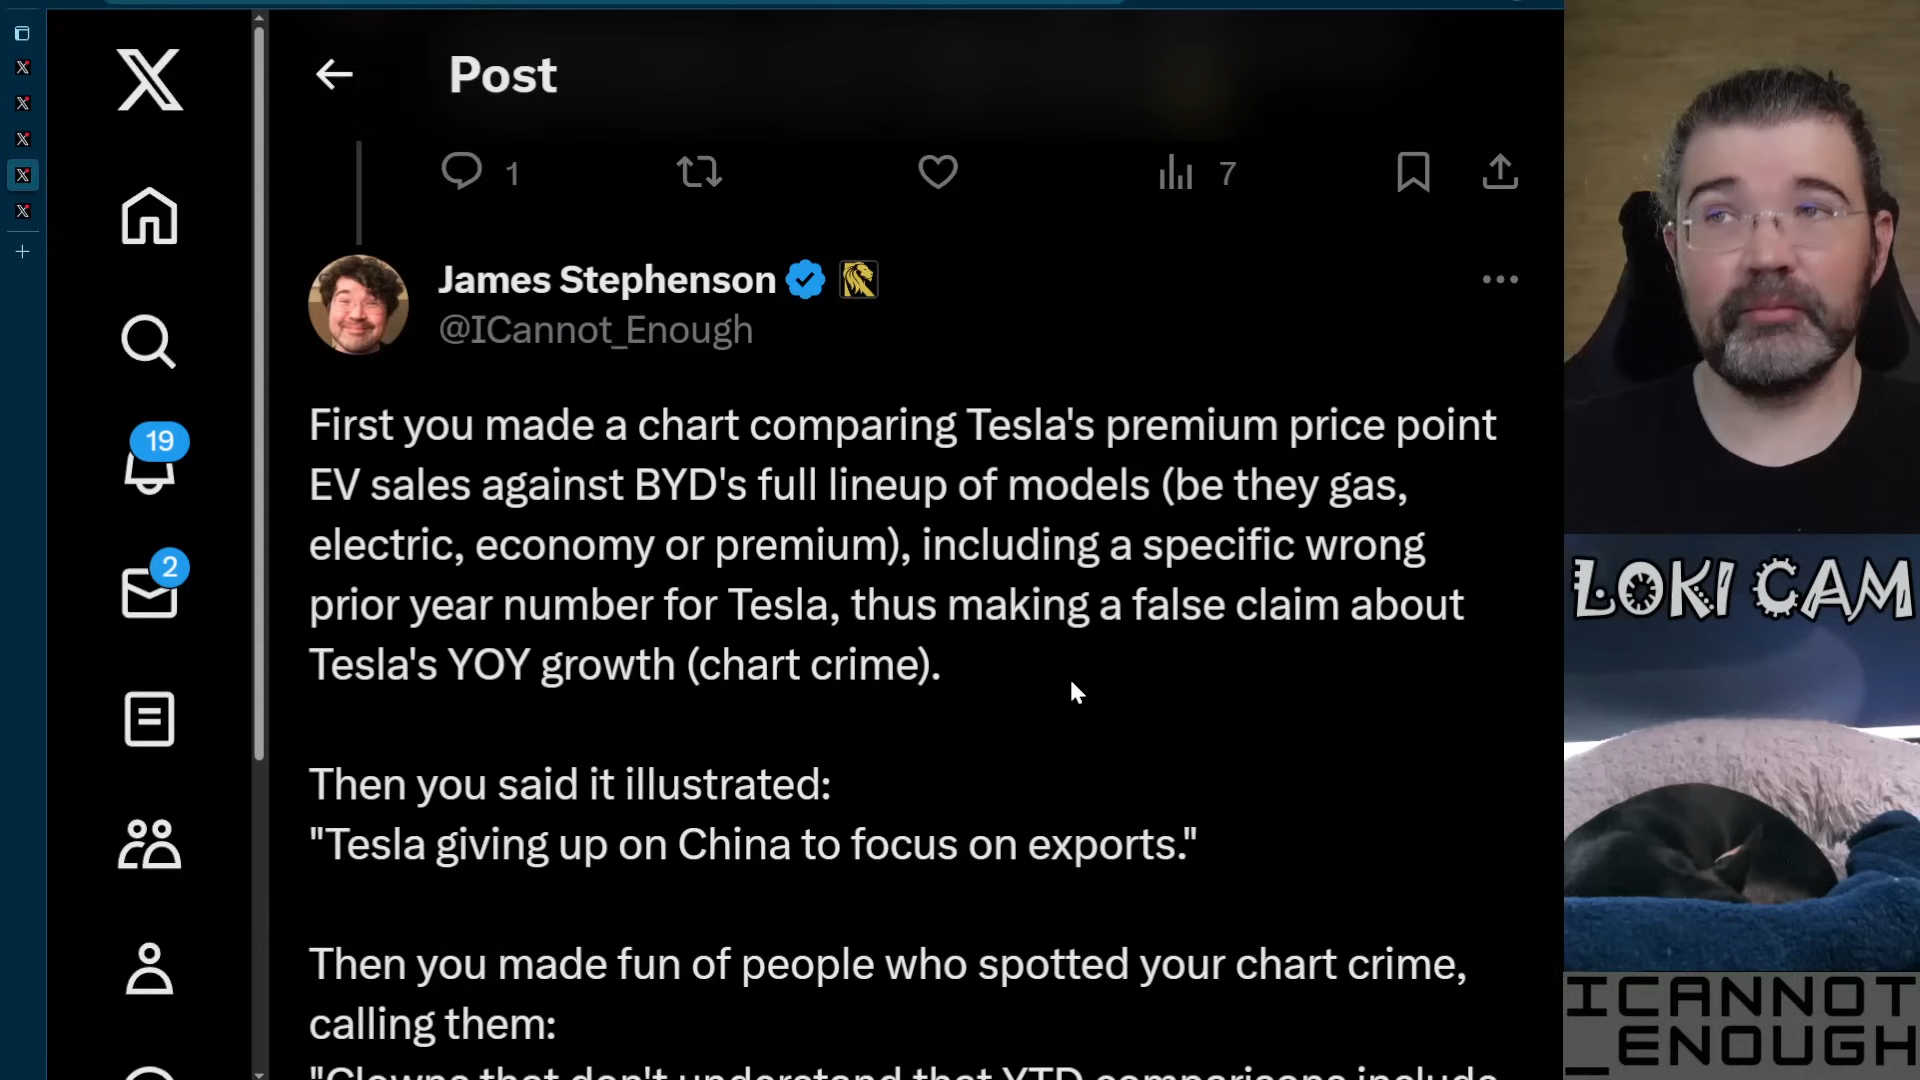 Post
1
7
James Stephenson
@ICannot_Enough
19
2
First you made a chart comparing Tesla's premium price point
EV sales against BYD's full lineup of models (be they gas,
electric, economy or premium), including a specific wrong
prior year number for Tesla, thus making a false claim about
Tesla's YOY growth (chart crime).
Then you said it illustrated:
"Tesla giving up on China to focus on exports."
Then you made fun of people who spotted your chart crime,
calling them:
"Clowns that don't understand that YTD comparisons include
LOKI CAM
ICANNOT
_ENOUGH